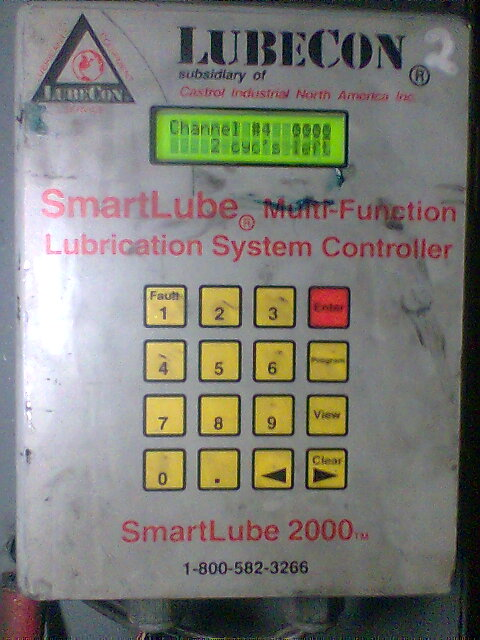 LUBECON
SERVICE
LUBECON ®
2
subsidiary of
Castrol Industrial North America Inc.
Channel #4 0000
2 cyc's left
SmartLube® Multi-Function
Lubrication System Controller
Fault
1 2 3 Enter
4 5 6 Program
7 8 9 View
Clear
0 . ◄ ►
SmartLube 2000™
1-800-582-3266